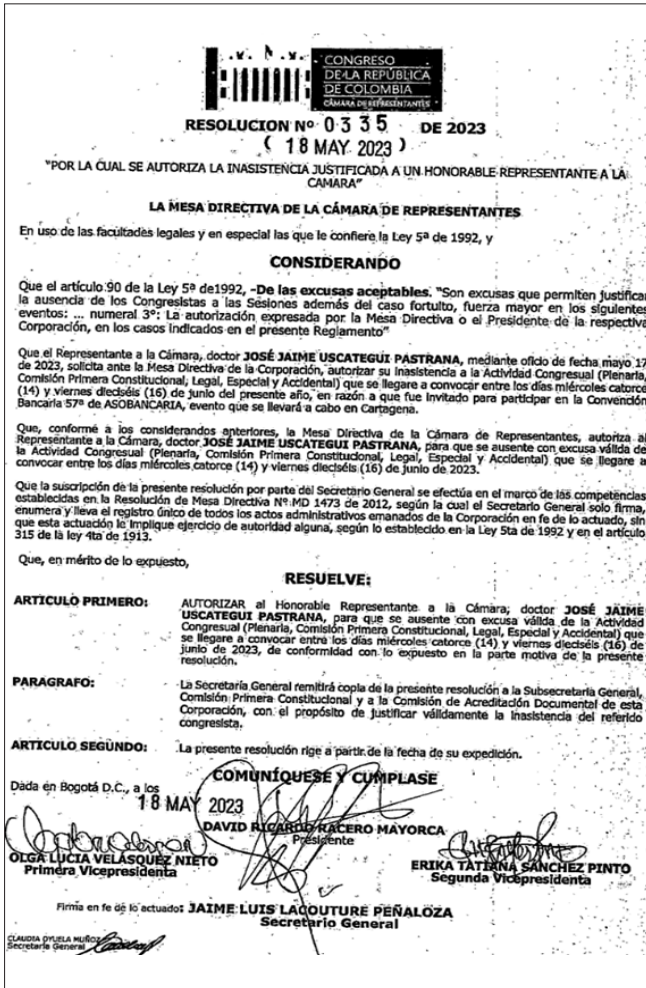 CONGRESO
DE LA REPÚBLICA
DE COLOMBIA
CÁMARA DE REPRESENTANTES
RESOLUCION Nº 0335 DE 2023
( 18 MAY 2023 )
"POR LA CUAL SE AUTORIZA LA INASISTENCIA JUSTIFICADA A UN HONORABLE REPRESENTANTE A LA
CAMARA"
LA MESA DIRECTIVA DE LA CÁMARA DE REPRESENTANTES
En uso de las facultades legales y en especial las que le confiere la Ley 5ª de 1992, y
CONSIDERANDO
Que el artículo 90 de la Ley 5ª de1992, -De las excusas aceptables. "Son excusas que permiten justificar
la ausencia de los Congresistas a las Sesiones además del caso fortuito, fuerza mayor en los siguientes
eventos: ... numeral 3º: La autorización expresada por la Mesa Directiva o el Presidente de la respectiva
Corporación, en los casos indicados en el presente Reglamento"
Que el Representante a la Cámara, doctor JOSÉ JAIME USCATEGUI PASTRANA, mediante oficio de fecha mayo 17
de 2023, solicita ante la Mesa Directiva de la Corporación, autorizar su inasistencia a la Actividad Congresual (Plenaria,
Comisión Primera Constitucional, Legal, Especial y Accidental) que se llegare a convocar entre los días miércoles catorce
(14) y viernes dieciséis (16) de junio del presente año, en razón a que fue invitado para participar en la Convención
Bancaria 57ª de ASOBANCARIA, evento que se llevará a cabo en Cartagena.
Que, conforme a los considerandos anteriores, la Mesa Directiva de la Cámara de Representantes, autoriza al
Representante a la Cámara, doctor JOSÉ JAIME USCATEGUI PASTRANA, para que se ausente con excusa válida de
la Actividad Congresual (Plenaria, Comisión Primera Constitucional, Legal, Especial y Accidental) que se llegare a
convocar entre los días miércoles catorce (14) y viernes dieciséis (16) de junio de 2023.
Que la suscripción de la presente resolución por parte del Secretario General se efectúa en el marco de las competencias
establecidas en la Resolución de Mesa Directiva Nº MD 1473 de 2012, según la cual el Secretario General solo firma,
enumera y lleva el registro único de todos los actos administrativos emanados de la Corporación en fe de lo actuado, sin
que esta actuación le implique ejercicio de autoridad alguna, según lo establecido en la Ley 5ta de 1992 y en el artículo
315 de la ley 4ta de 1913.
Que, en mérito de lo expuesto,
RESUELVE:
ARTÍCULO PRIMERO: AUTORIZAR al Honorable Representante a la Cámara, doctor JOSÉ JAIME
USCATEGUI PASTRANA, para que se ausente con excusa válida de la Actividad
Congresual (Plenaria, Comisión Primera Constitucional, Legal, Especial y Accidental) que
se llegare a convocar entre los días miércoles catorce (14) y viernes dieciséis (16) de
junio de 2023, de conformidad con lo expuesto en la parte motiva de la presente
resolución.
PARAGRAFO: La Secretaría General remitirá copia de la presente resolución a la Subsecretaría General,
Comisión Primera Constitucional y a la Comisión de Acreditación Documental de esta
Corporación, con el propósito de justificar válidamente la inasistencia del referido
congresista.
ARTÍCULO SEGUNDO: La presente resolución rige a partir de la fecha de su expedición.
COMUNÍQUESE Y CUMPLASE
Dada en Bogotá D.C., a los
18 MAY 2023
DAVID RICARDO RACERO MAYORCA
Presidente
OLGA LUCIA VELÁSQUEZ NIETO
Primera Vicepresidenta
ERIKA TATIANA SANCHEZ PINTO
Segunda Vicepresidenta
Firma en fe de lo actuado: JAIME LUIS LACOUTURE PEÑALOZA
Secretario General
CLAUDIA OYUELA MUÑOZ
Secretaria General